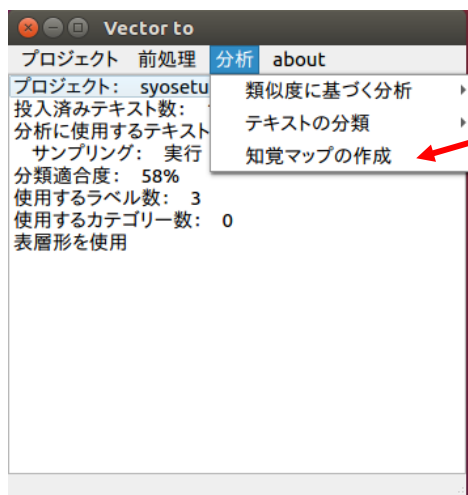 Vector to
プロジェクト 前処理 分析 about
プロジェクト: syosetu
投入済みテキスト数:
分析に使用するテキスト
サンプリング: 実行
分類適合度: 58%
使用するラベル数: 3
使用するカテゴリー数: 0
表層形を使用
類似度に基づく分析
テキストの分類
知覚マップの作成